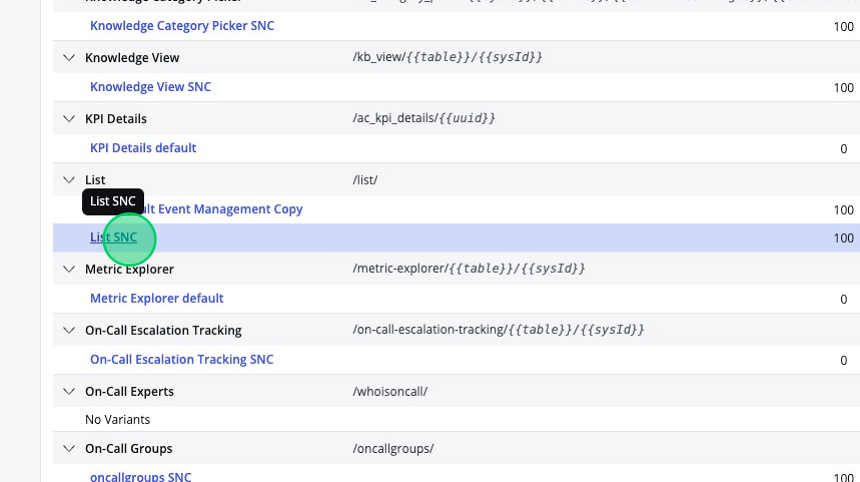 Knowledge Category Picker SNC 100
Knowledge View /kb_view/{{table}}/{{sysId}}
Knowledge View SNC 100
KPI Details /ac_kpi_details/{{uuid}}
KPI Details default 0
List /list/
List SNC
Event Management Copy 100
List SNC 100
Metric Explorer /metric-explorer/{{table}}/{{sysId}}
Metric Explorer default 0
On-Call Escalation Tracking /on-call-escalation-tracking/{{table}}/{{sysId}}
On-Call Escalation Tracking SNC 0
On-Call Experts /whoisoncall/
No Variants
On-Call Groups /oncallgroups/
oncallgroups SNC 100